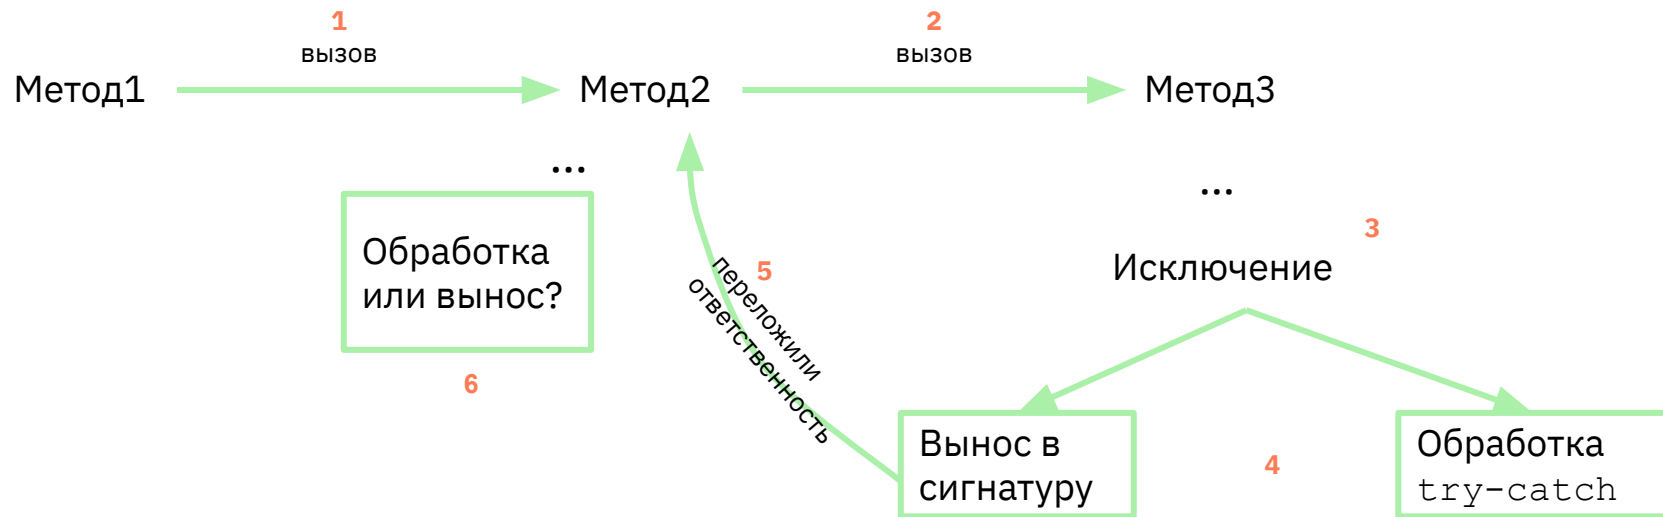 1
вызов
2
вызов
Метод1
Метод2
Метод3
...
...
3
Исключение
Обработка
или вынос?
6
5
переложили
ответственность
Вынос в
сигнатуру
4
Обработка
try-catch